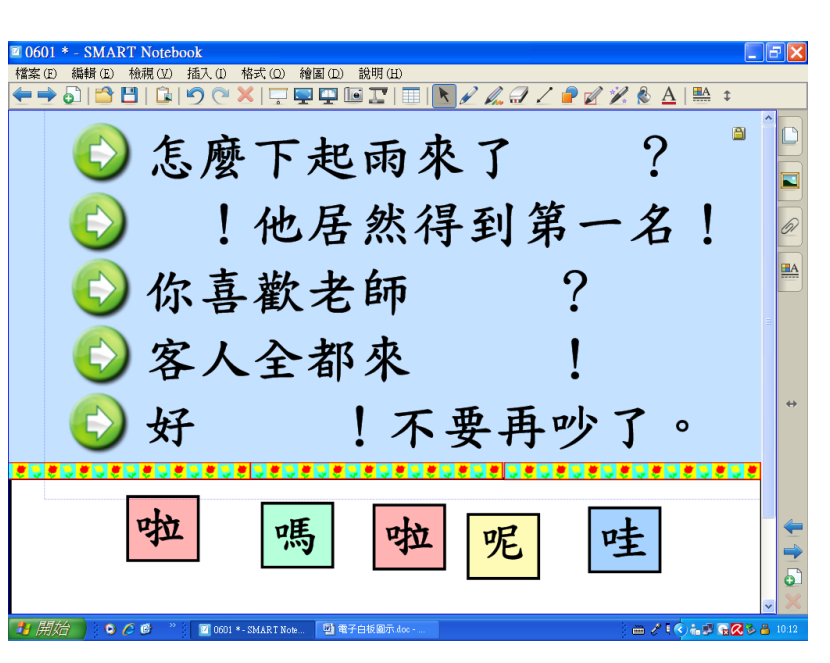 0601 * - SMART Notebook
檔案(F) 編輯(E) 檢視(V) 插入(I) 格式(O) 繪圖(D) 說明(H)
怎麼下起雨來了 ?
!他居然得到第一名!
你喜歡老師 ?
客人全都來 !
好 !不要再吵了。
啦 嗎 啦 呢 哇
開始 0601 * - SMART Note... 電子白板圖示.doc - ... 10:12